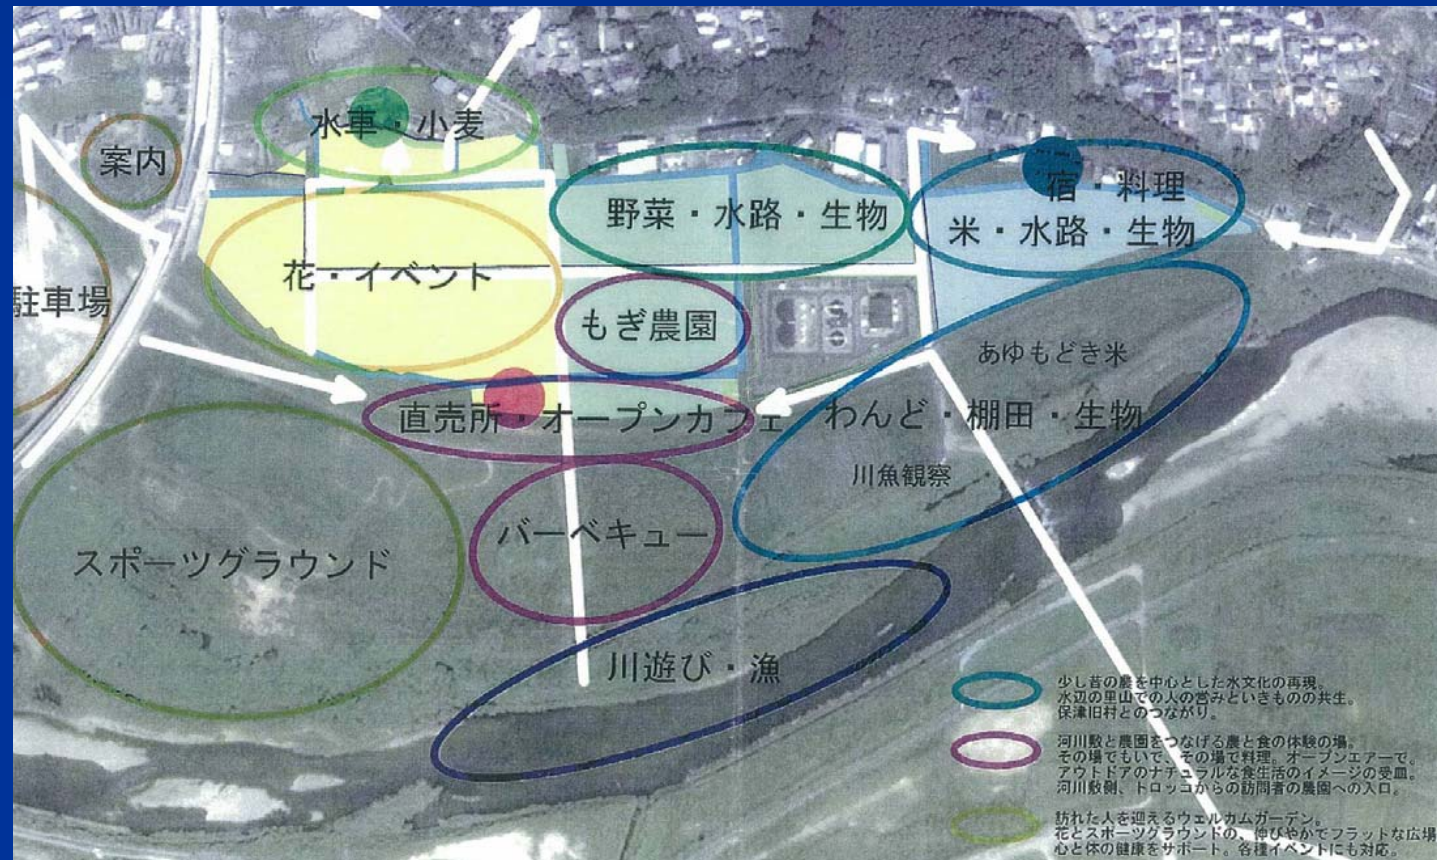 水車・小麦
案内
宿・料理
野菜・水路・生物
米・水路・生物
花・イベント
駐車場
もぎ農園
あゆもどき米
直売所・オープンカフェ
わんど・棚田・生物
川魚観察
バーベキュー
スポーツグラウンド
川遊び・漁
少し昔の農を中心とした水文化の再現。
水辺の里山での人の営みといきものの共生。
保津旧村とのつながり。
河川敷と農園をつなげる農と食の体験の場。
その場でもいで、その場で料理。オープンエアーで。
アウトドアのナチュラルな食生活のイメージの受皿。
河川敷側、トロッコからの訪問者の農園への入口。
訪れた人を迎えるウェルカムガーデン。
花とスポーツグラウンドの、伸びやかでフラットな広場
心と体の健康をサポート。各種イベントにも対応。